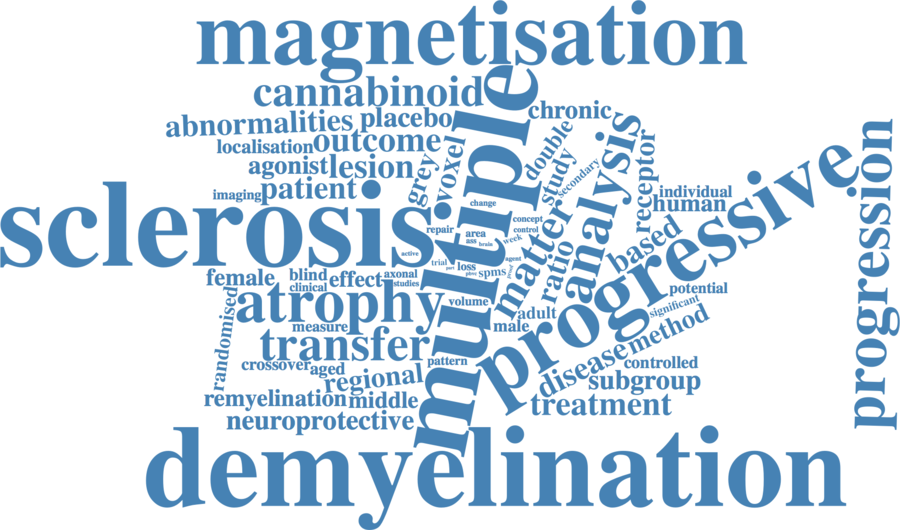 magnetisation
cannabinoid
chronic
abnormalities
placebo
localisation
outcome
agonist
lesion
imaging
patient
sclerosis
multiple
grey
voxel
double
study
secondary
analysis
receptor
individual
human
progressive
progression
change
concept
control
repair
area
ass
brain
week
matter
ratio
based
active
trial
part
loss
agent
spms
proof
female
blind
effect
axonal
clinical
studies
atrophy
volume
potential
significant
randomised
measure
adult
male
method
transfer
disease
controlled
crossover
aged
regional
pattern
subgroup
remyelination
middle
treatment
neuroprotective
demyelination